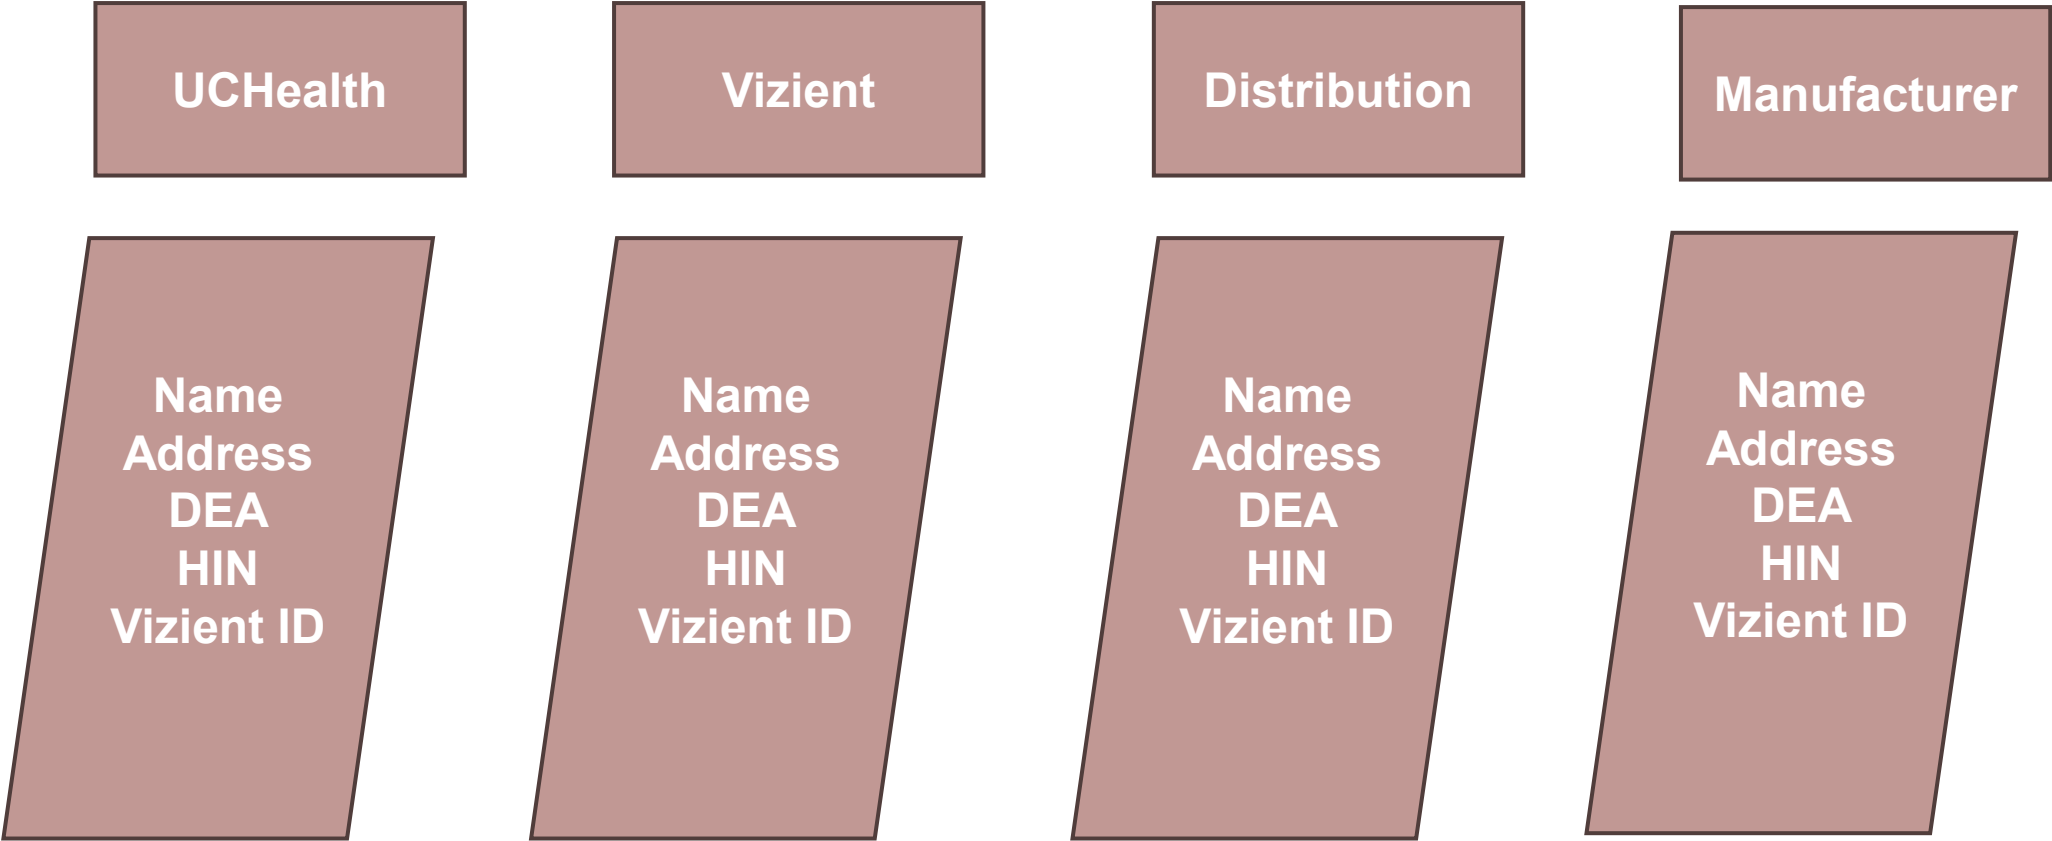 UCHealth
Vizient
Distribution
Manufacturer
Name
Address
DEA
HIN
Vizient ID
Name
Address
DEA
HIN
Vizient ID
Name
Address
DEA
HIN
Vizient ID
Name
Address
DEA
HIN
Vizient ID